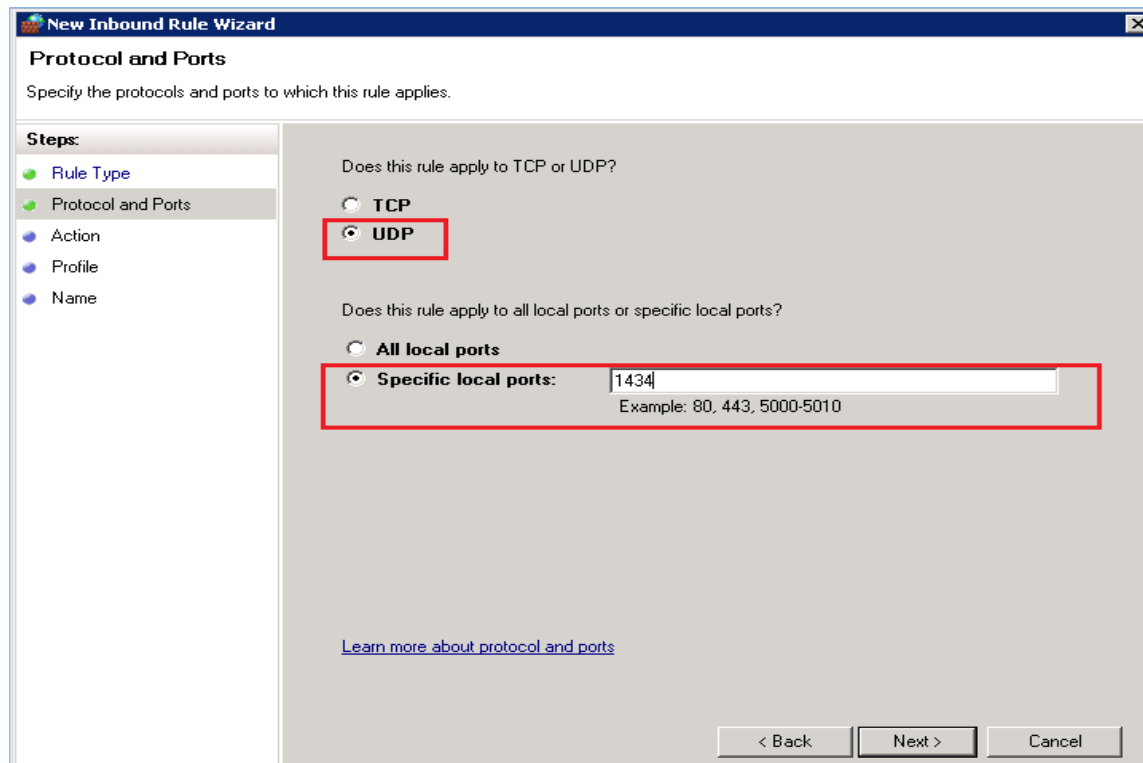 New Inbound Rule Wizard
Protocol and Ports
Specify the protocols and ports to which this rule applies.
Steps:
Rule Type
Protocol and Ports
Action
Profile
Name
Does this rule apply to TCP or UDP?
TCP
UDP
Does this rule apply to all local ports or specific local ports?
All local ports
Specific local ports: 1434
Example: 80, 443, 5000-5010
Learn more about protocol and ports
< Back Next > Cancel